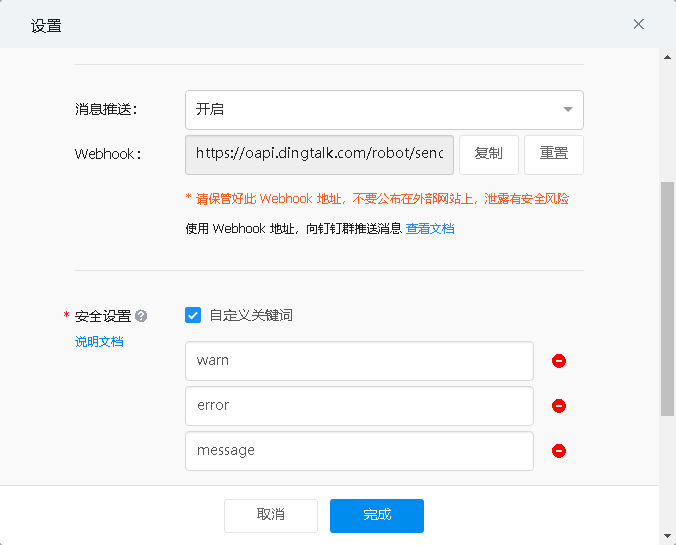 设置
消息推送：
开启
Webhook：
https://oapi.dingtalk.com/robot/send
复制
重置
* 请保管好此 Webhook 地址，不要公布在外部网站上，泄露有安全风险
使用 Webhook 地址，向钉钉群推送消息 查看文档
* 安全设置
自定义关键词
说明文档
warn
error
message
取消
完成